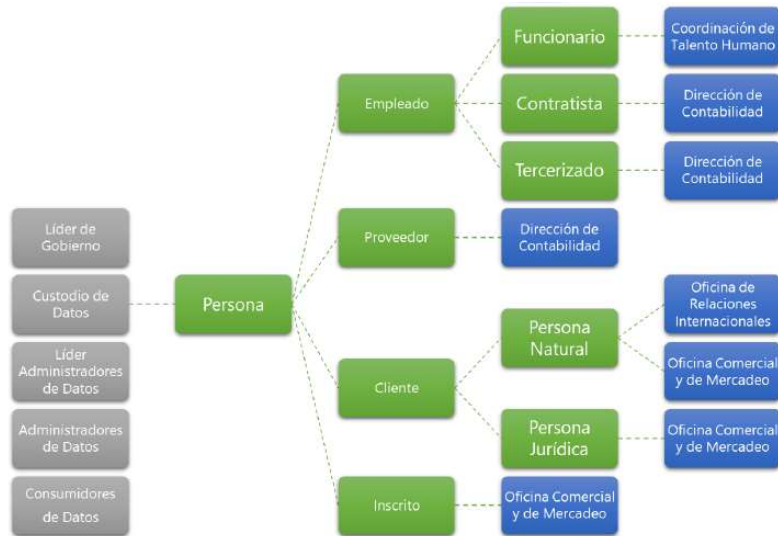 Funcionario
Coordinación de
Talento Humano
Empleado
Contratista
Dirección de
Contabilidad
Tercerizado
Dirección de
Contabilidad
Líder de
Gobierno
Proveedor
Dirección de
Contabilidad
Custodio de
Datos
Persona
Persona
Natural
Oficina de
Relaciones
Internacionales
Líder
Administradores
de Datos
Cliente
Oficina Comercial
y de Mercadeo
Administradores
de Datos
Persona
Jurídica
Oficina Comercial
y de Mercadeo
Consumidores
de Datos
Inscrito
Oficina Comercial
y de Mercadeo